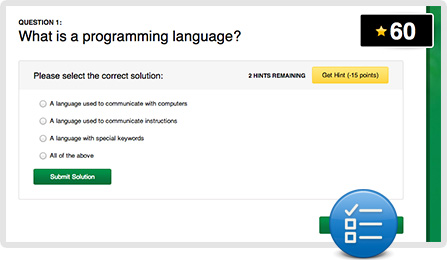 QUESTION 1:
What is a programming language?
60
Please select the correct solution:
2 HINTS REMAINING
Get Hint (-15 points)
A language used to communicate with computers
A language used to communicate instructions
A language with special keywords
All of the above
Submit Solution